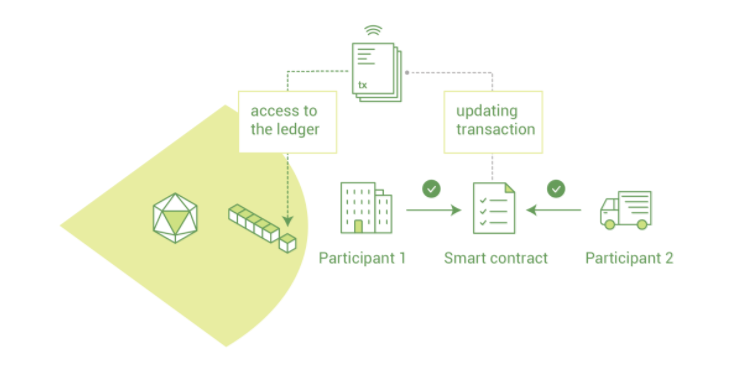 tx
access to
the ledger
updating
transaction
Participant 1
Smart contract
Participant 2